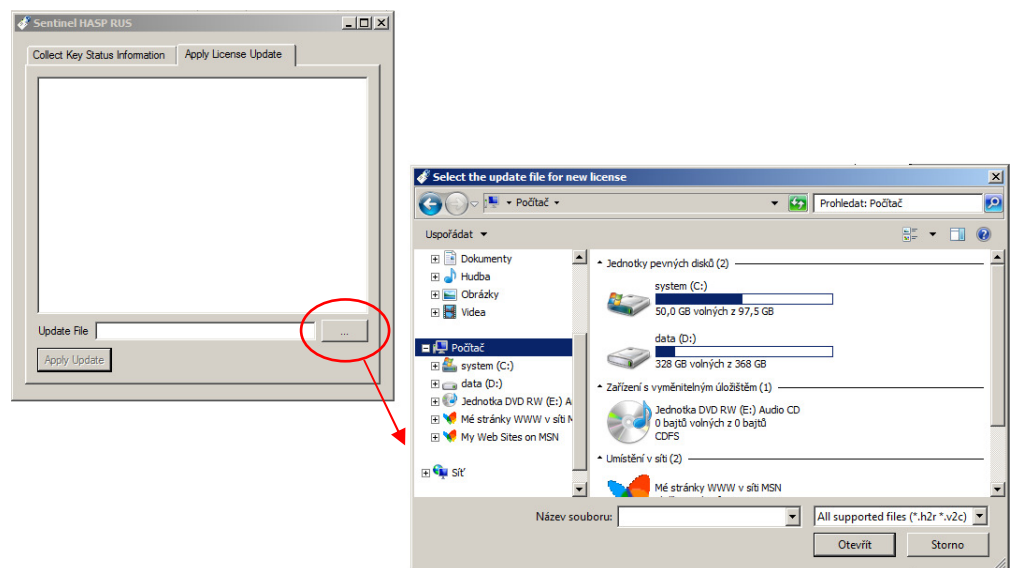 Sentinel HASP RUS
Collect Key Status Information
Apply License Update
Update File
...
Apply Update
Select the update file for new license
Počítač
Prohledat: Počítač
Uspořádat
Dokumenty
Hudba
Obrázky
Videa
Počítač
system (C:)
data (D:)
Jednotka DVD RW (E:) A
Mé stránky WWW v síti M
My Web Sites on MSN
Síť
Jednotky pevných disků (2)
system (C:)
50,0 GB volných z 97,5 GB
data (D:)
328 GB volných z 368 GB
Zařízení s vyměnitelným úložištěm (1)
Jednotka DVD RW (E:) Audio CD
0 bajtů volných z 0 bajtů
CDFS
Umístění v síti (2)
Mé stránky WWW v síti MSN
Název souboru:
All supported files (*.h2r *.v2c)
Otevřít
Storno